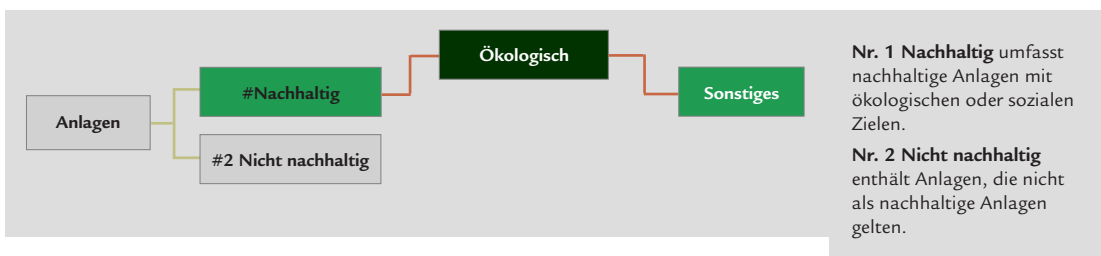 Anlagen
#Nachhaltig
#2 Nicht nachhaltig
Ökologisch
Sonstiges
Nr. 1 Nachhaltig umfasst
nachhaltige Anlagen mit
ökologischen oder sozialen
Zielen.
Nr. 2 Nicht nachhaltig
enthält Anlagen, die nicht
als nachhaltige Anlagen
gelten.